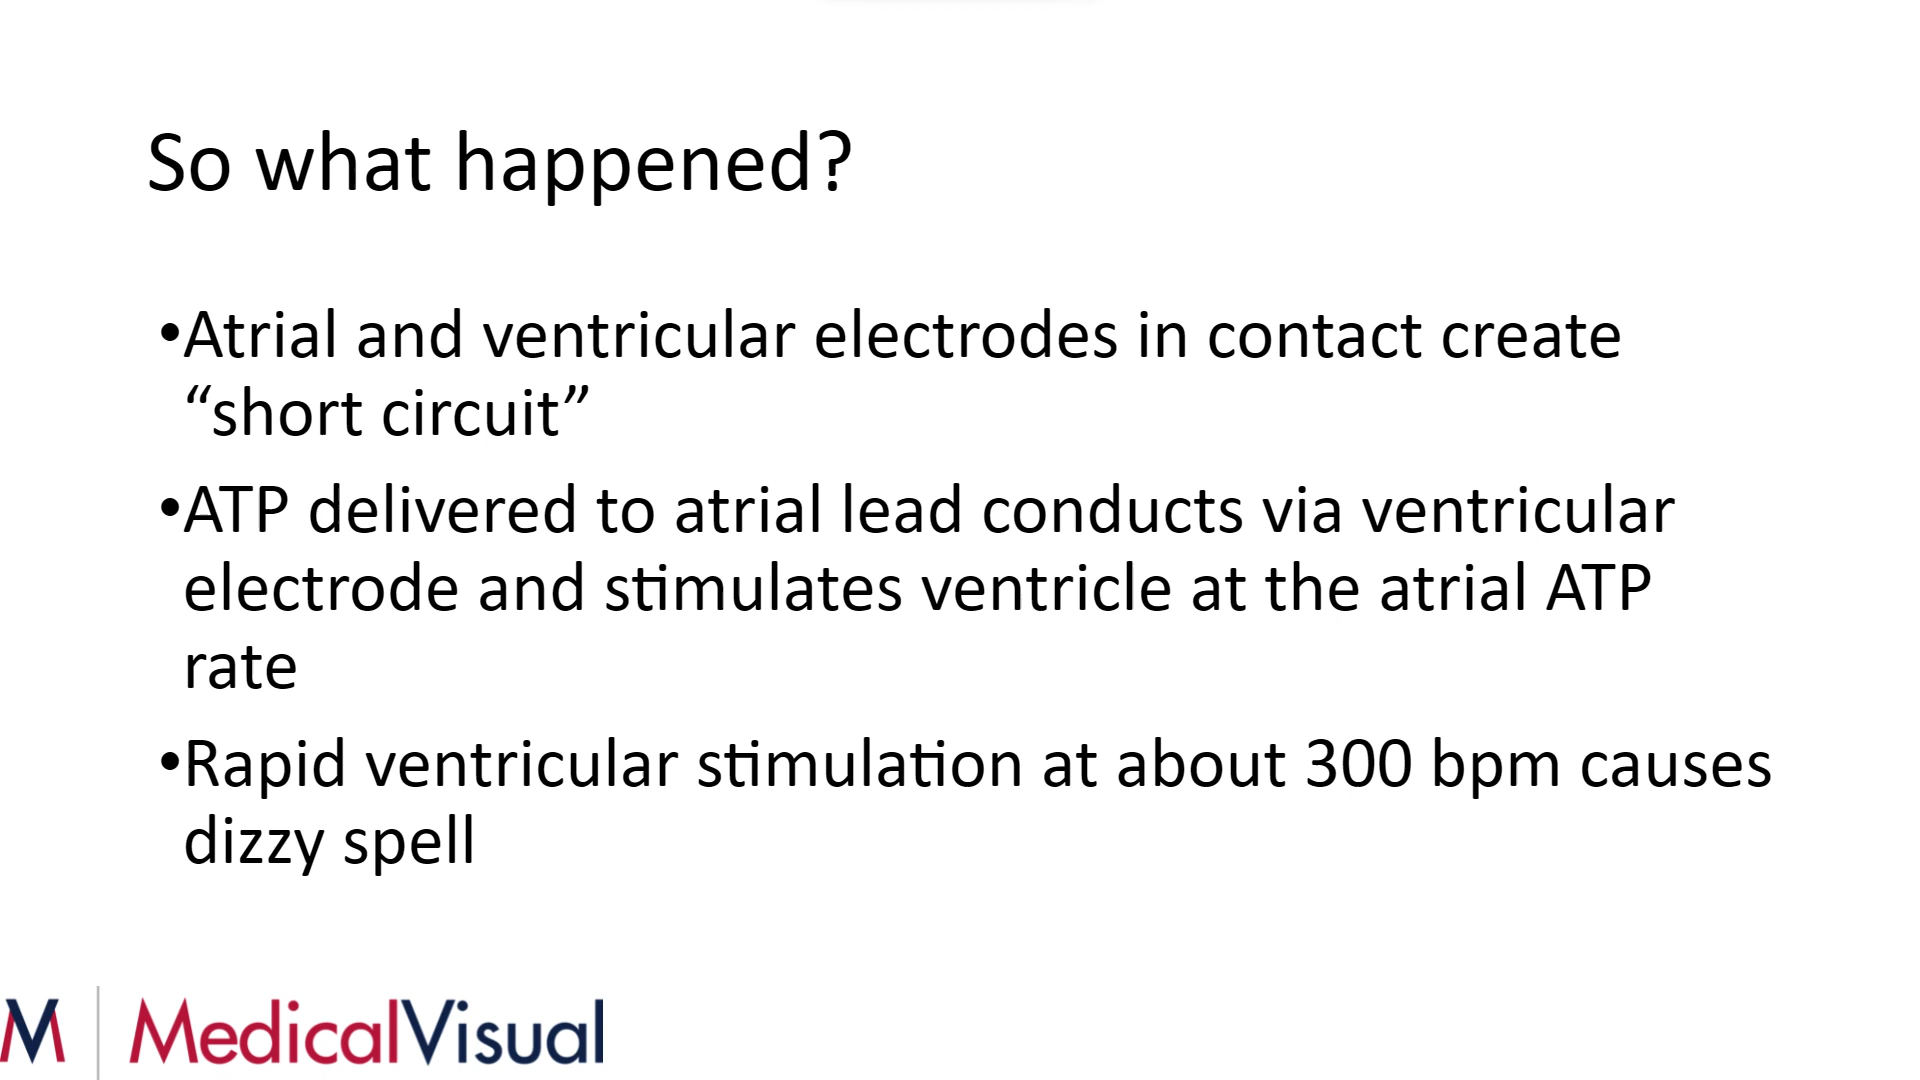 So what happened?
•Atrial and ventricular electrodes in contact create
“short circuit”
•ATP delivered to atrial lead conducts via ventricular
electrode and stimulates ventricle at the atrial ATP
rate
•Rapid ventricular stimulation at about 300 bpm causes
dizzy spell
M MedicalVisual